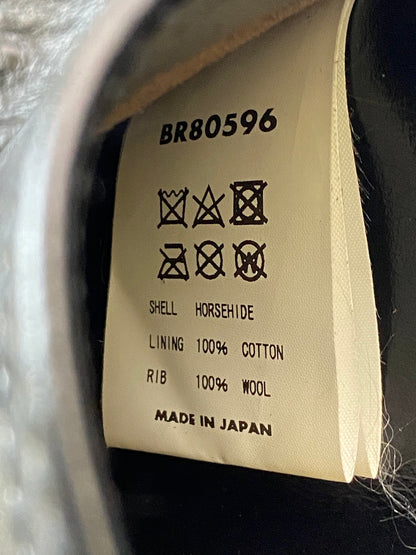 BR80596
SHELL HORSEHIDE
LINING 100% COTTON
RIB 100% WOOL
MADE IN JAPAN